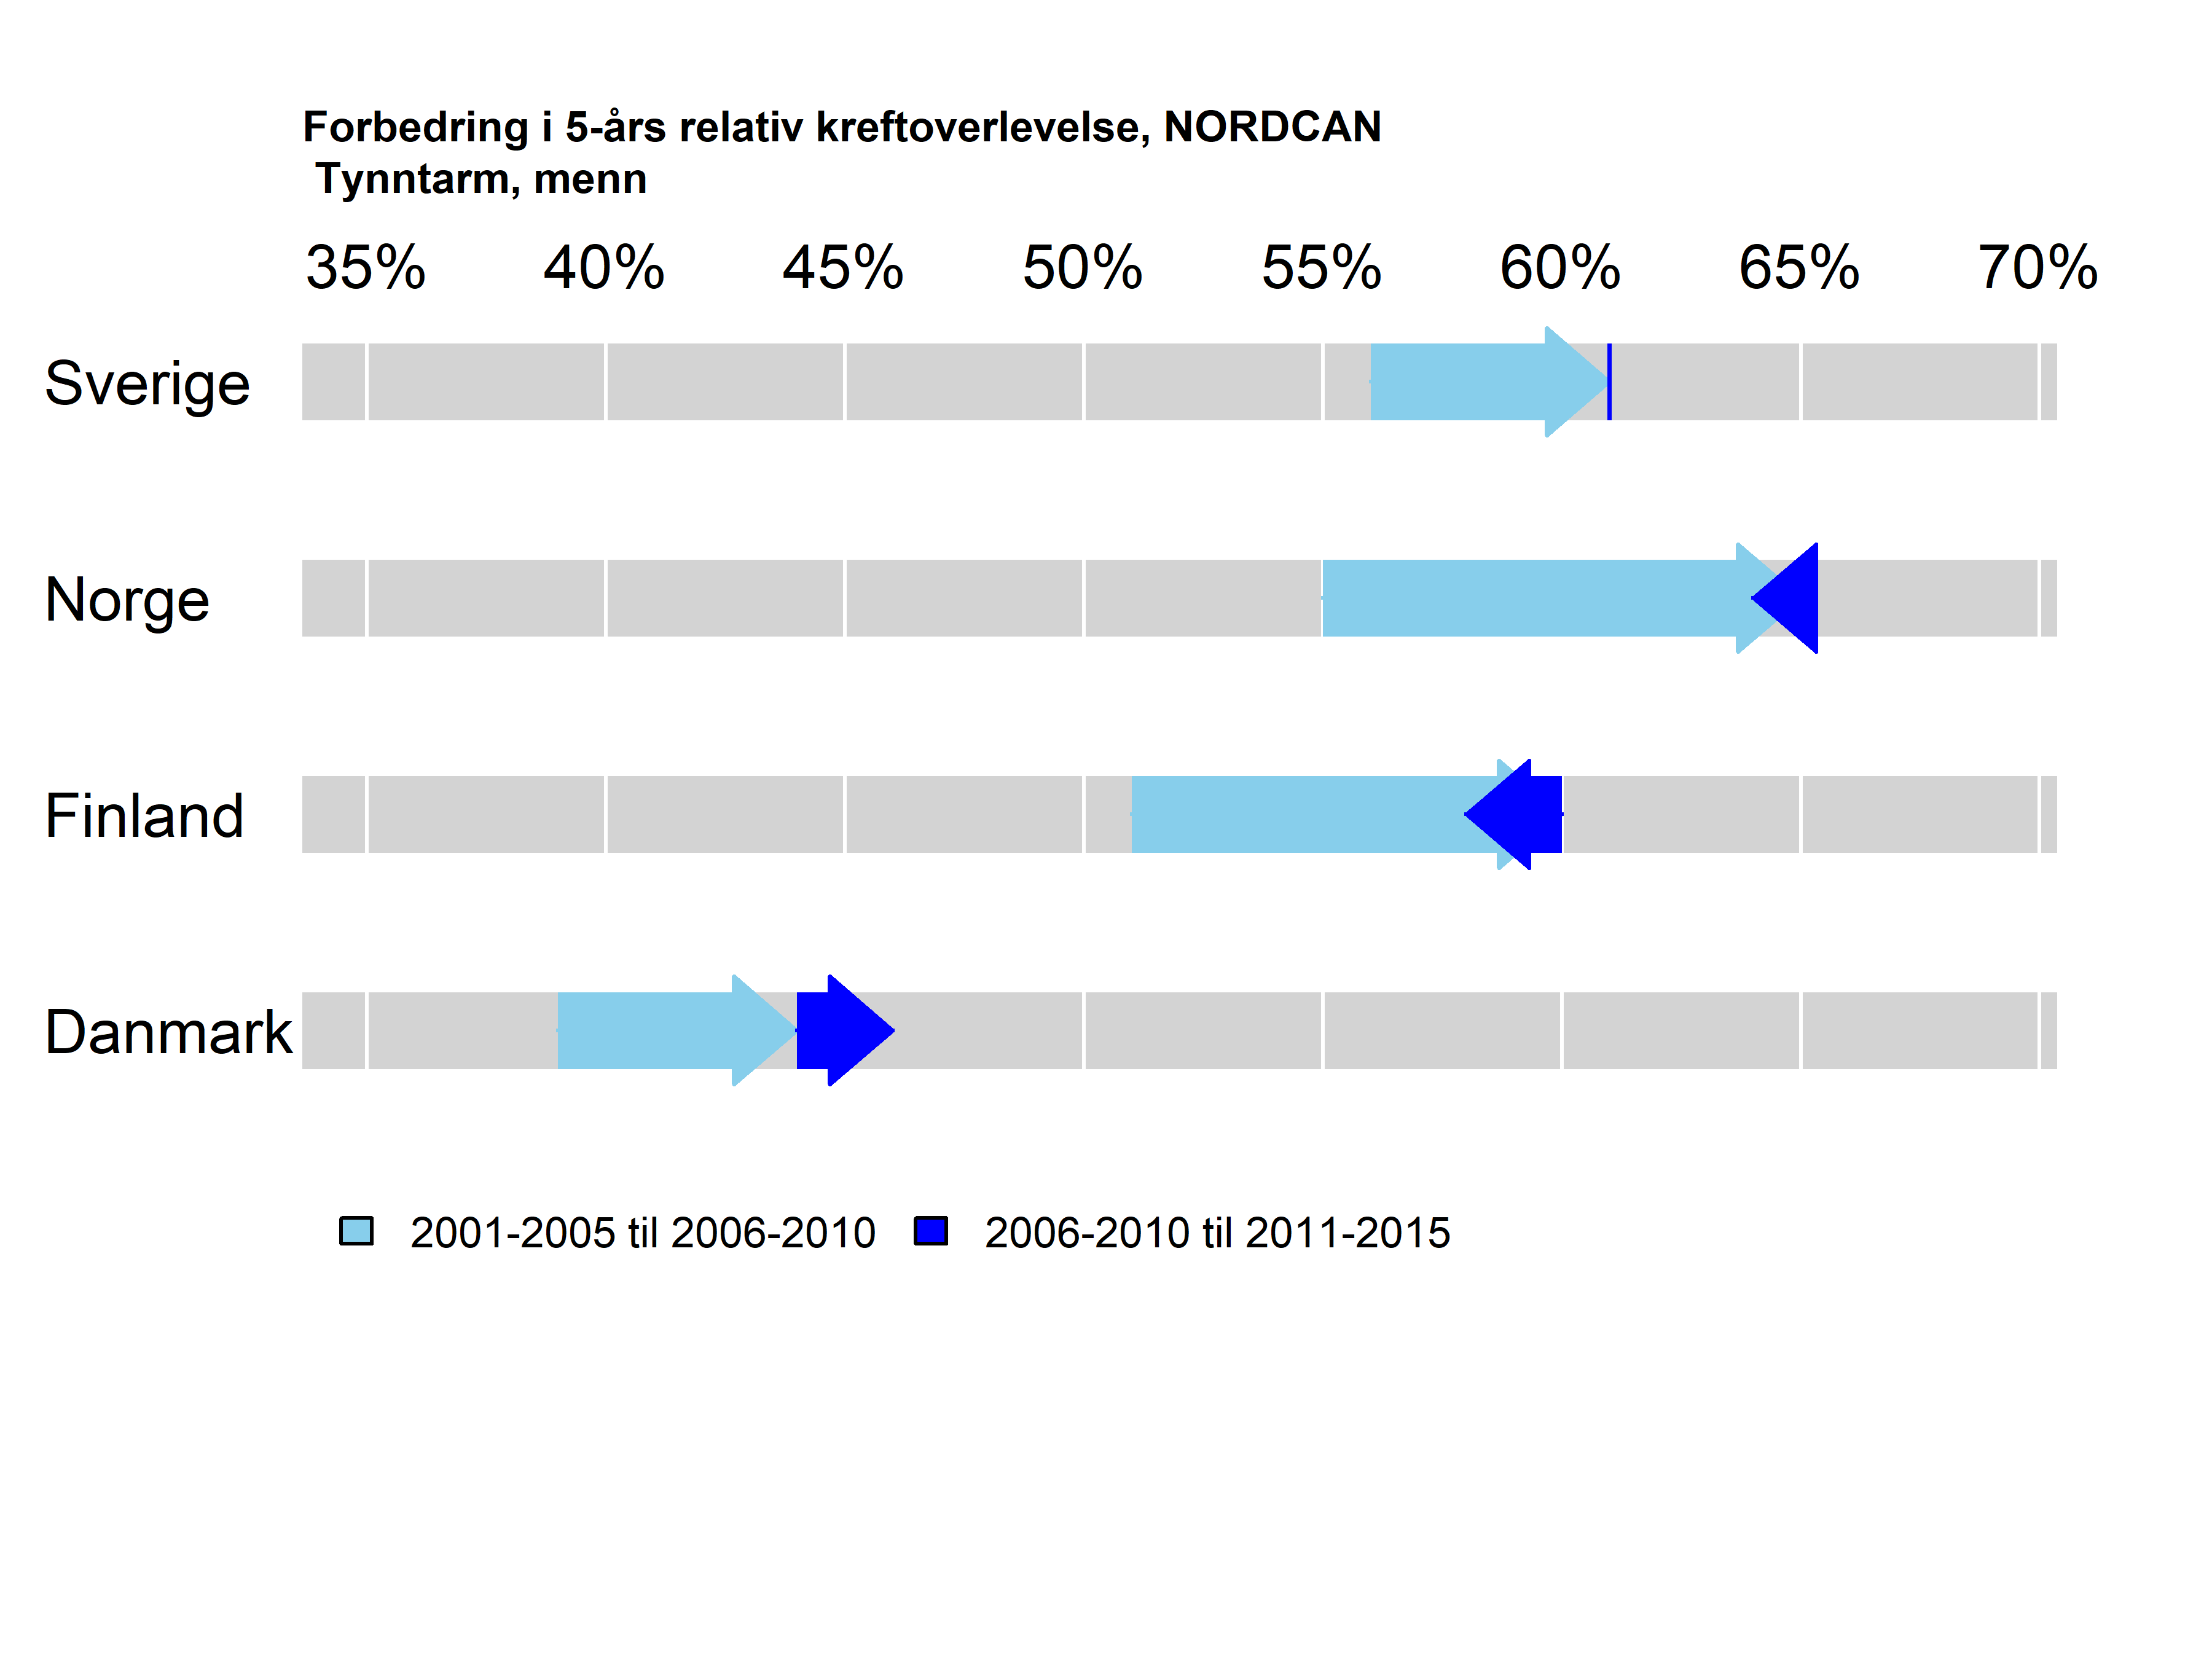 Forbedring i 5-års relativ kreftoverlevelse, NORDCAN
Tynntarm, menn
35% 40% 45% 50% 55% 60% 65% 70%
Sverige
Norge
Finland
Danmark
2001-2005 til 2006-2010 2006-2010 til 2011-2015